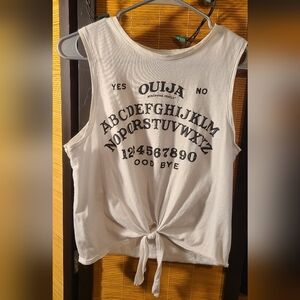 YES OUIJA NO
ABCDEFGHIJKLM
NOPQRSTUVWXYZ
1234567890
GOOD BYE